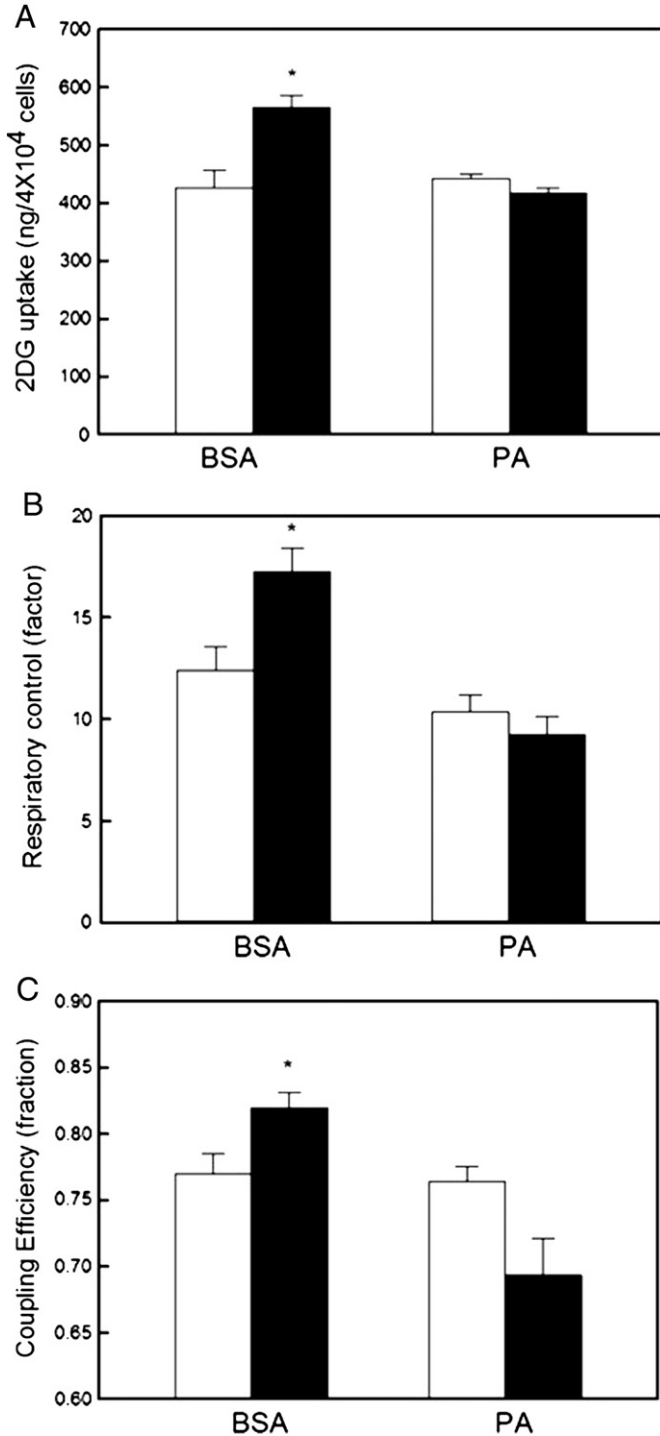 A
2DG uptake (ng/4X10⁴ cells)
700
600
500
400
300
200
100
0
*
BSA PA
B
Respiratory control (factor)
20
15
10
5
0
*
BSA PA
C
Coupling Efficiency (fraction)
0.90
0.85
0.80
0.75
0.70
0.65
0.60
*
BSA PA